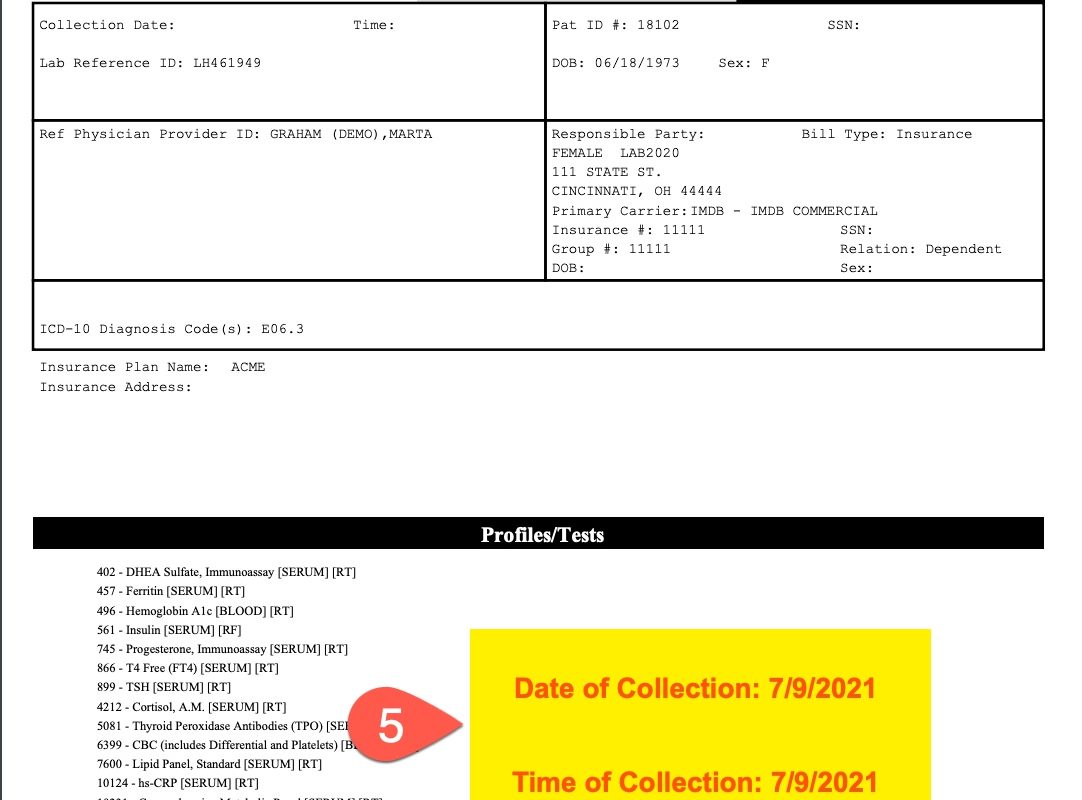 Collection Date: Time:
Lab Reference ID: LH461949
Pat ID #: 18102 SSN:
DOB: 06/18/1973 Sex: F
Ref Physician Provider ID: GRAHAM (DEMO),MARTA
Responsible Party: Bill Type: Insurance
FEMALE LAB2020
111 STATE ST.
CINCINNATI, OH 44444
Primary Carrier: IMDB - IMDB COMMERCIAL
Insurance #: 11111 SSN:
Group #: 11111 Relation: Dependent
DOB: Sex:
ICD-10 Diagnosis Code(s): E06.3
Insurance Plan Name: ACME
Insurance Address:
Profiles/Tests
402 - DHEA Sulfate, Immunoassay [SERUM] [RT]
457 - Ferritin [SERUM] [RT]
496 - Hemoglobin A1c [BLOOD] [RT]
561 - Insulin [SERUM] [RF]
745 - Progesterone, Immunoassay [SERUM] [RT]
866 - T4 Free (FT4) [SERUM] [RT]
899 - TSH [SERUM] [RT]
4212 - Cortisol, A.M. [SERUM] [RT]
5081 - Thyroid Peroxidase Antibodies (TPO)
6399 - CBC (includes Differential and Platelets)
7600 - Lipid Panel, Standard [SERUM] [RT]
10124 - hs-CRP [SERUM] [RT]
5
Date of Collection: 7/9/2021
Time of Collection: 7/9/2021